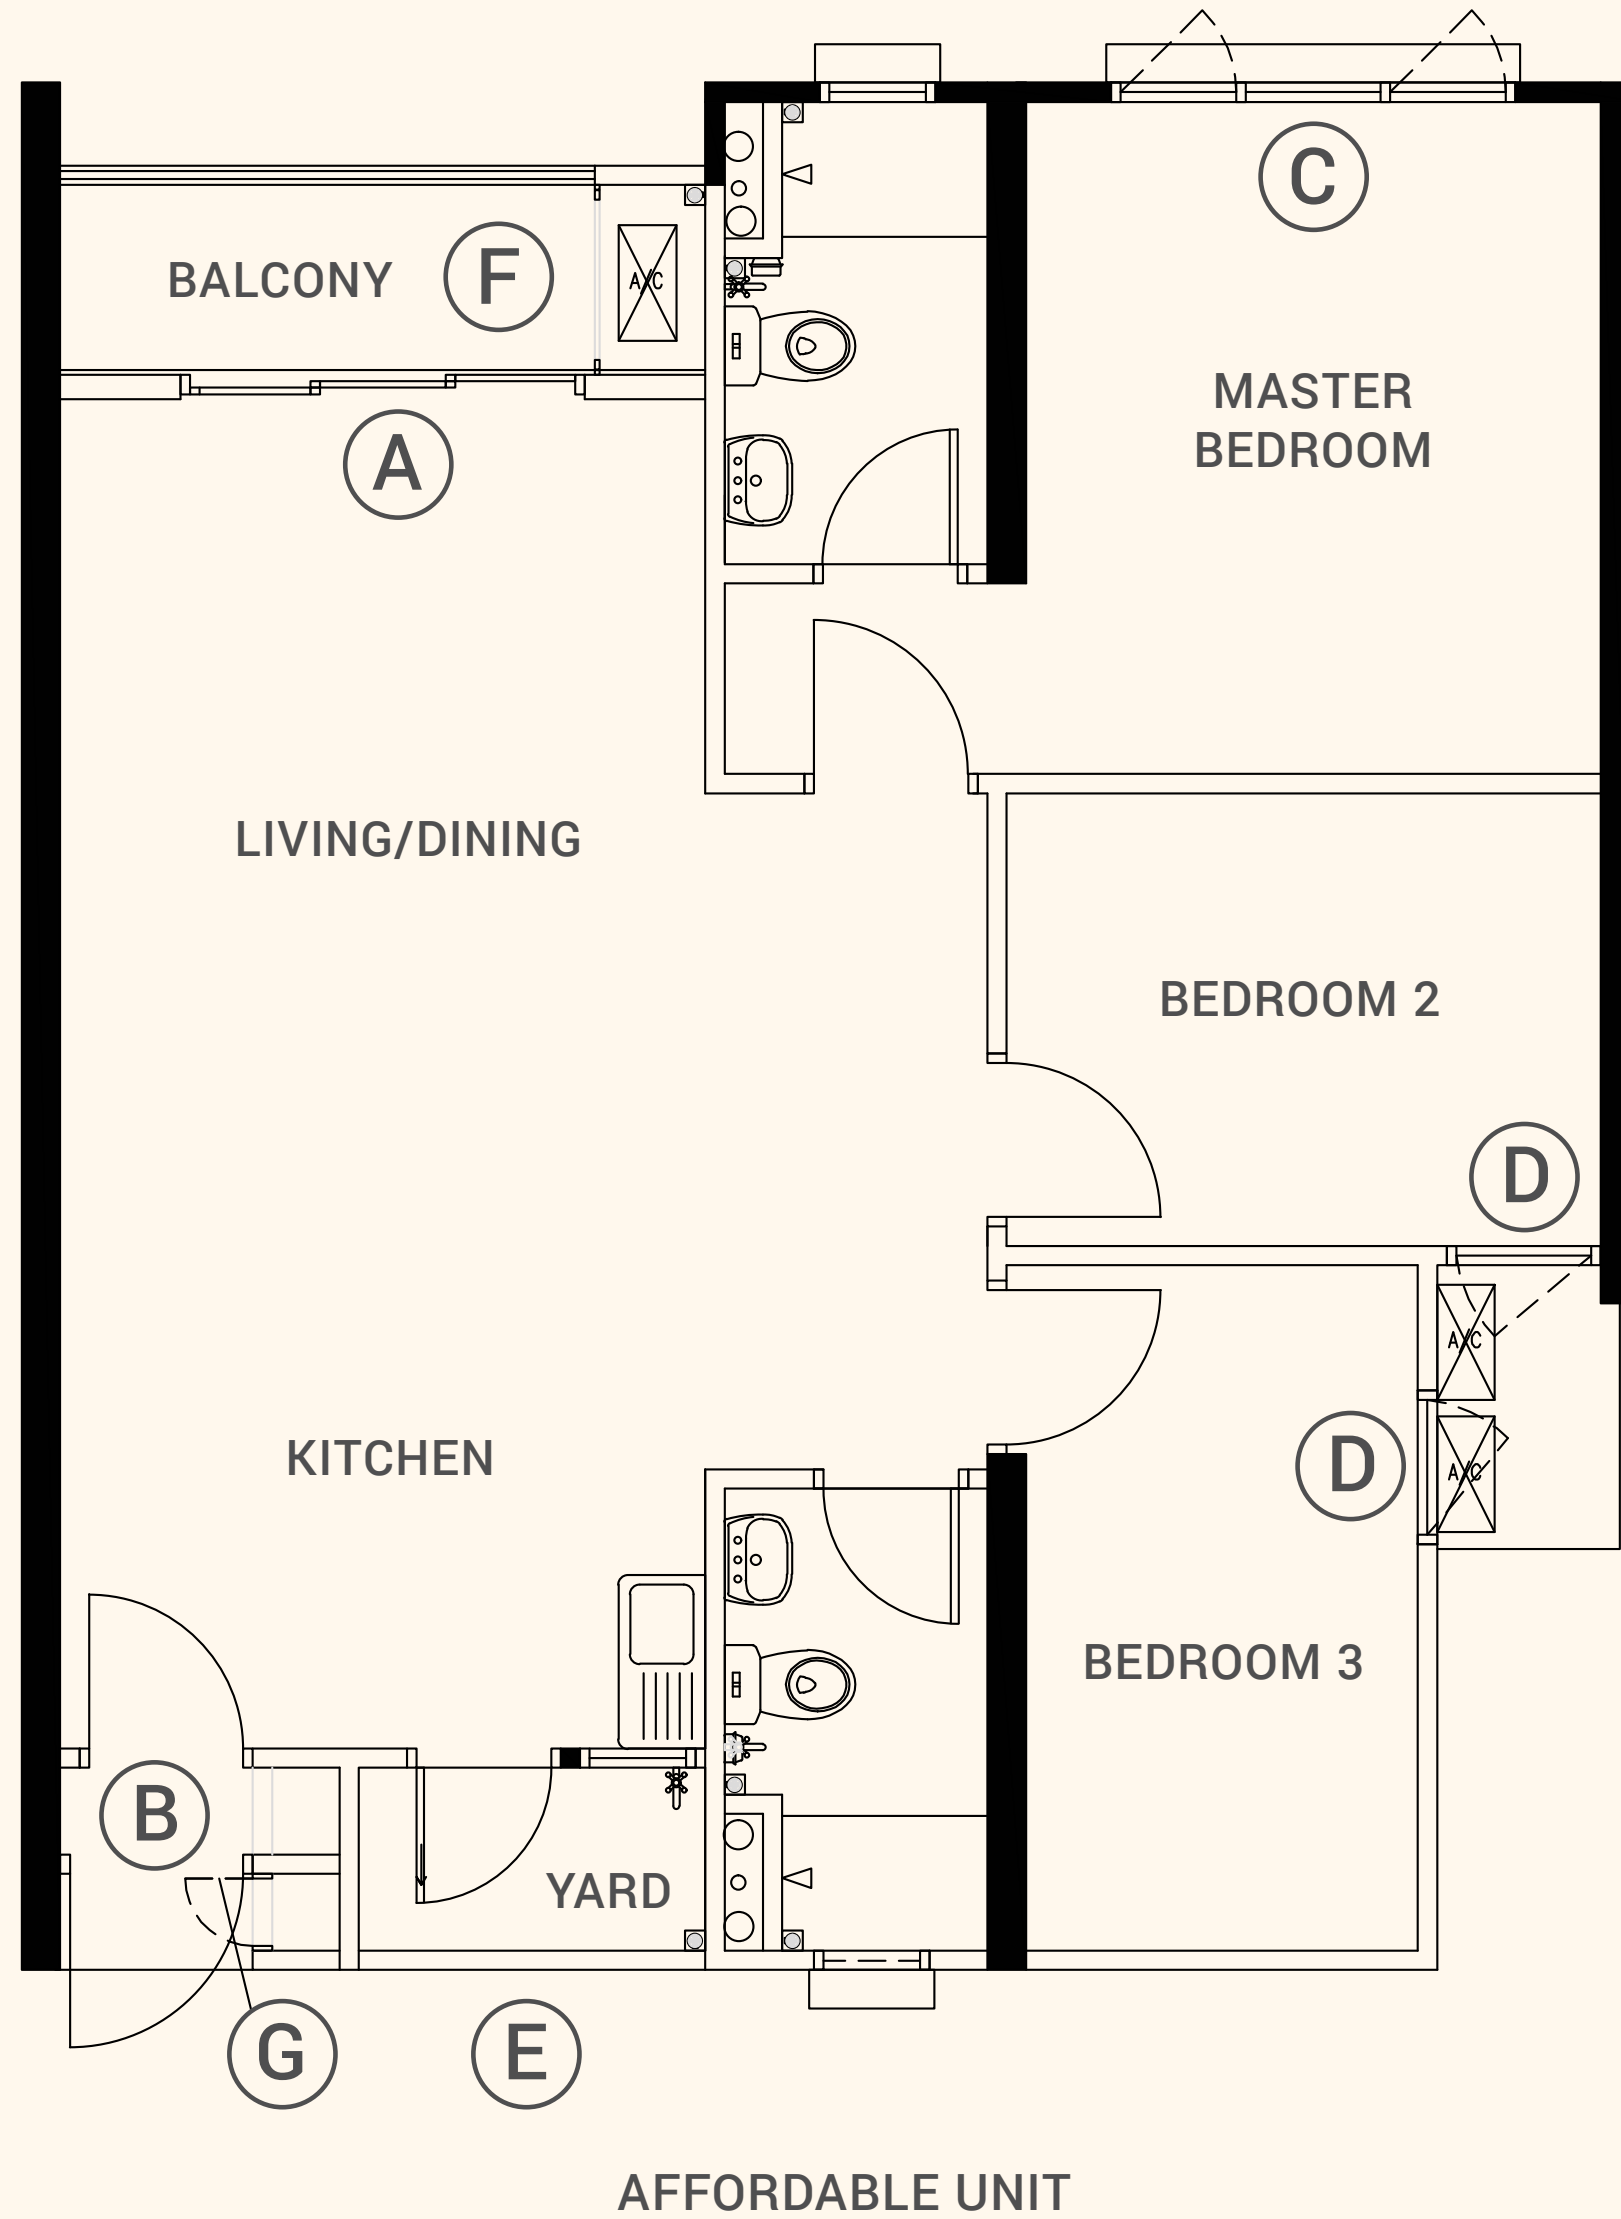 C
BALCONY
F
A/C
MASTER
BEDROOM
A
LIVING/DINING
BEDROOM 2
D
A/C
KITCHEN
D
A/C
BEDROOM 3
B
YARD
G
E
AFFORDABLE UNIT